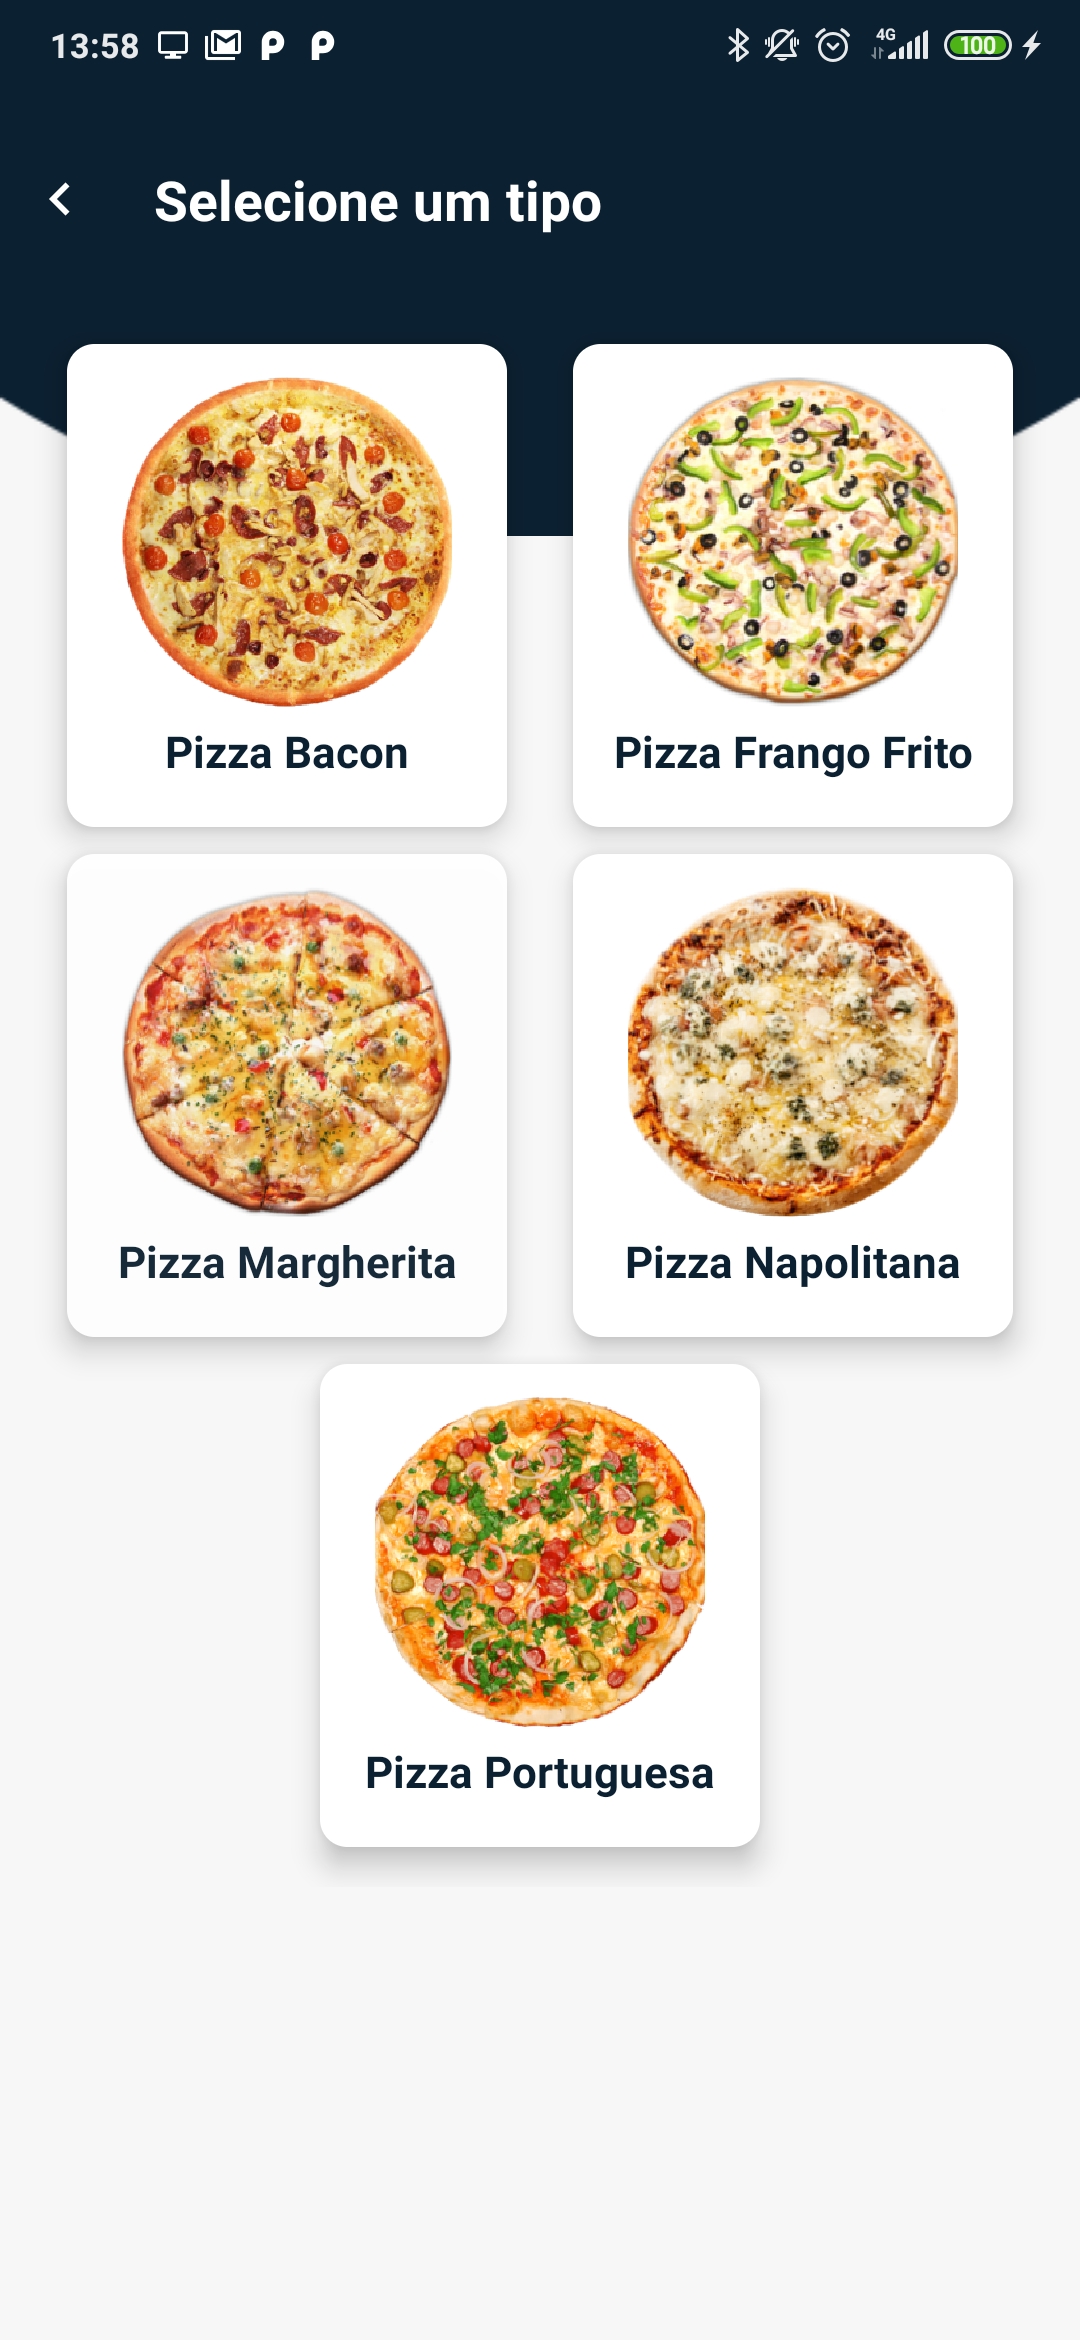 13:58 4G 100
Selecione um tipo
Pizza Bacon
Pizza Frango Frito
Pizza Margherita
Pizza Napolitana
Pizza Portuguesa